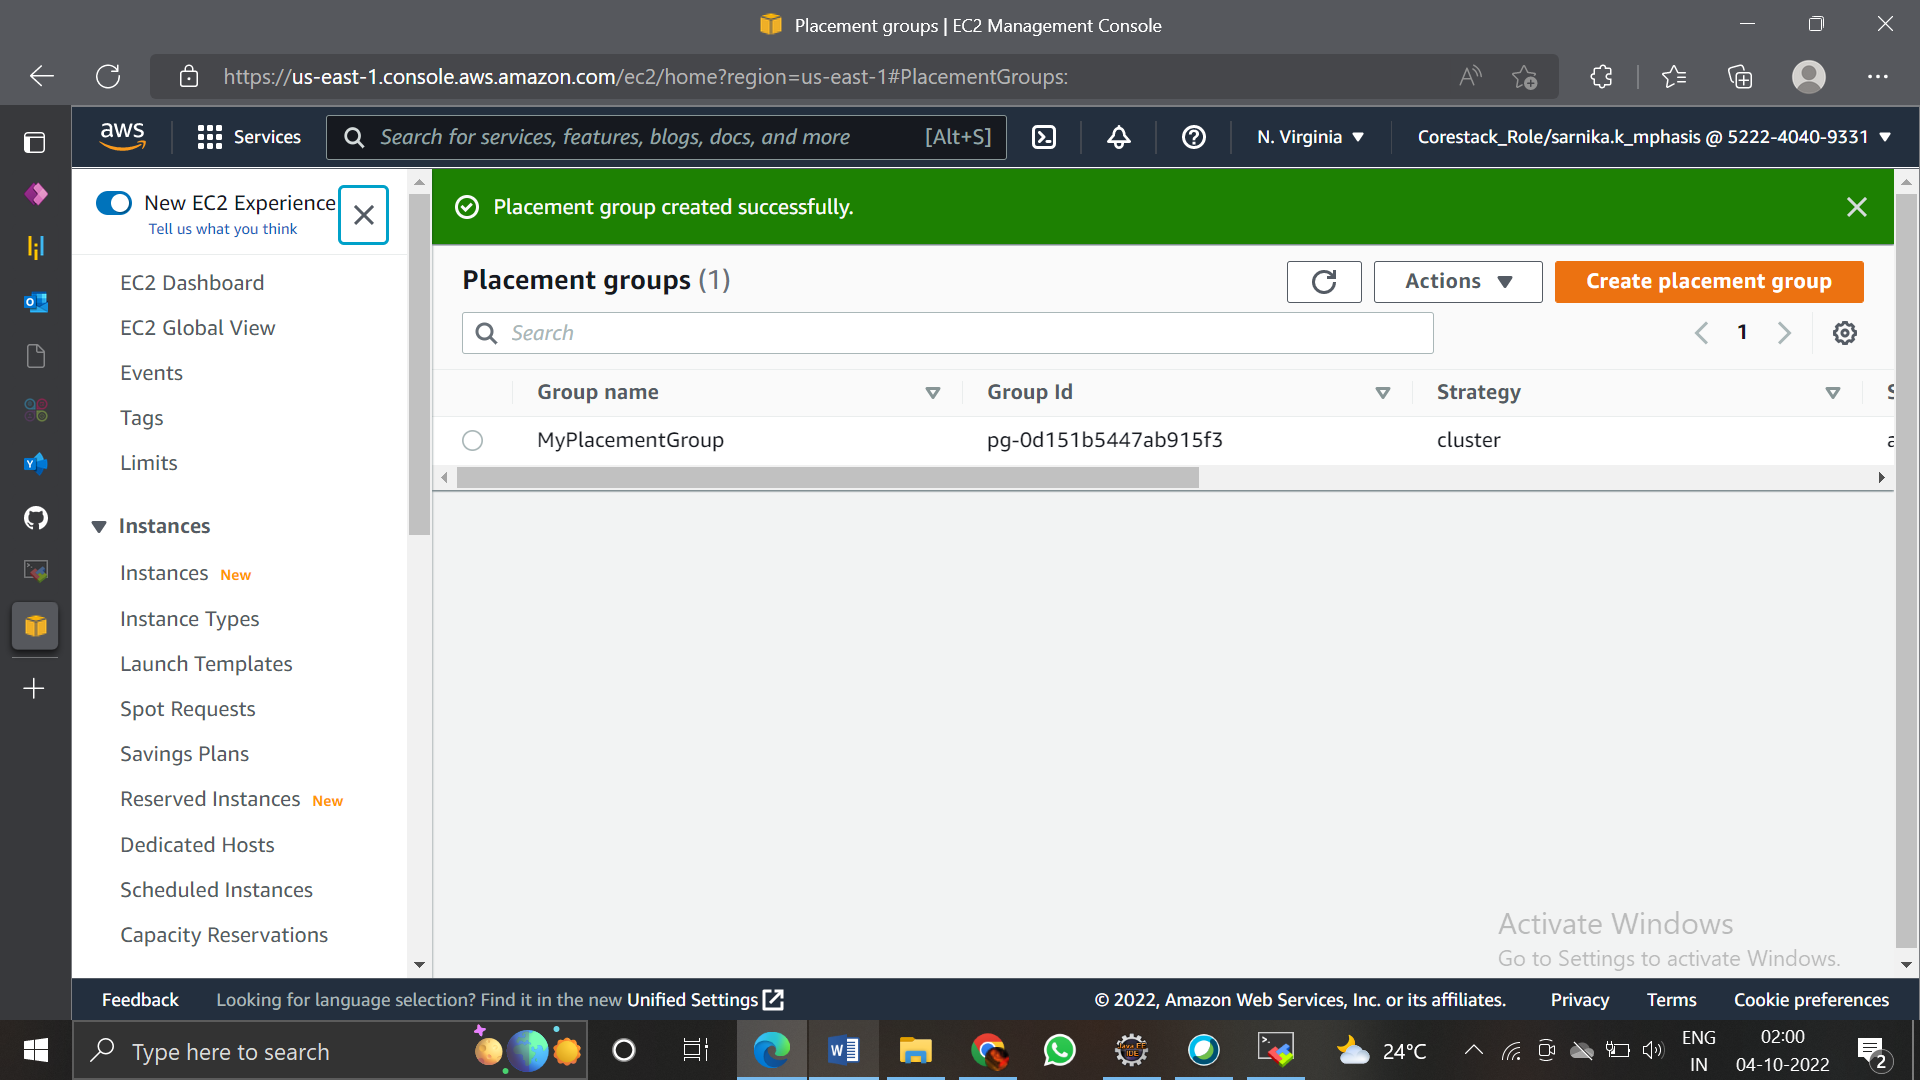 Placement groups | EC2 Management Console
https://us-east-1.console.aws.amazon.com/ec2/home?region=us-east-1#PlacementGroups:
aws
Services
Search for services, features, blogs, docs, and more
[Alt+S]
N. Virginia
Corestack_Role/sarnika.k_mphasis @ 5222-4040-9331
New EC2 Experience
Tell us what you think
EC2 Dashboard
EC2 Global View
Events
Tags
Limits
Instances
Instances New
Instance Types
Launch Templates
Spot Requests
Savings Plans
Reserved Instances New
Dedicated Hosts
Scheduled Instances
Capacity Reservations
Placement group created successfully.
Placement groups (1)
Actions
Create placement group
Search
1
Group name
Group Id
Strategy
MyPlacementGroup
pg-0d151b5447ab915f3
cluster
Activate Windows
Go to Settings to activate Windows.
Feedback
Looking for language selection? Find it in the new Unified Settings
© 2022, Amazon Web Services, Inc. or its affiliates.
Privacy
Terms
Cookie preferences
Type here to search
24°C
ENG
IN
02:00
04-10-2022
2